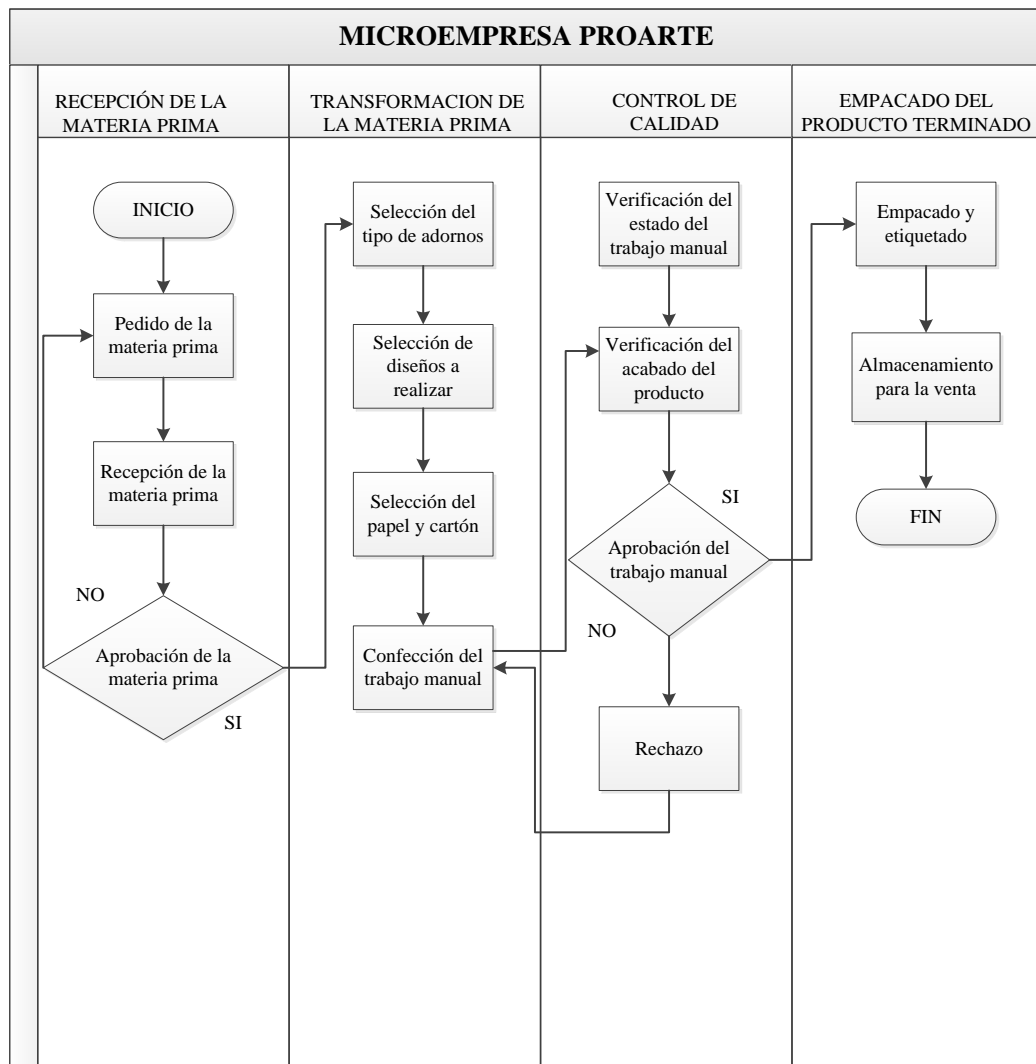 MICROEMPRESA PROARTE
RECEPCIÓN DE LA
MATERIA PRIMA
TRANSFORMACION DE
LA MATERIA PRIMA
CONTROL DE
CALIDAD
EMPACADO DEL
PRODUCTO TERMINADO
INICIO
Pedido de la
materia prima
Recepción de la
materia prima
NO
Aprobación de la
materia prima
SI
Selección del
tipo de adornos
Selección de
diseños a
realizar
Selección del
papel y cartón
Confección del
trabajo manual
Verificación del
estado del
trabajo manual
Verificación del
acabado del
producto
SI
Aprobación del
trabajo manual
NO
Rechazo
Empacado y
etiquetado
Almacenamiento
para la venta
FIN